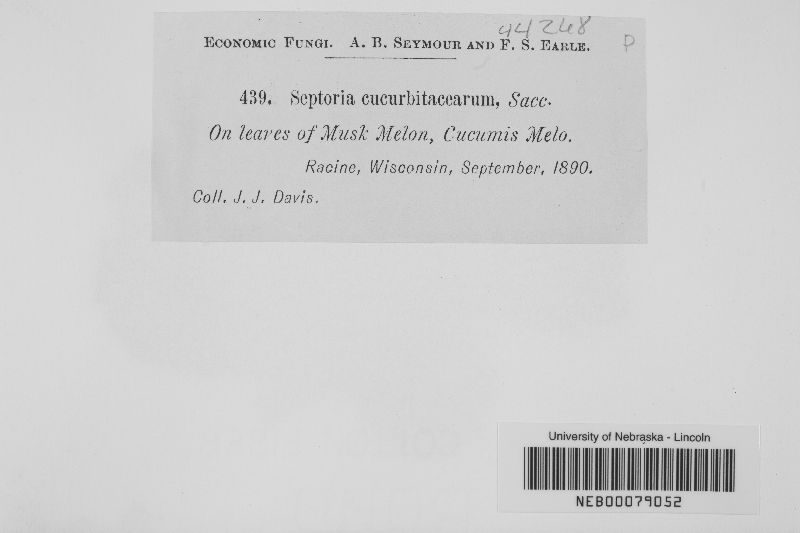 44268
P
Economic Fungi. A. B. Seymour and F. S. Earle.
439. Septoria cucurbitacearum, Sacc.
On leaves of Musk Melon, Cucumis Melo.
Racine, Wisconsin, September, 1890.
Coll. J. J. Davis.
University of Nebraska - Lincoln
NEB00079052